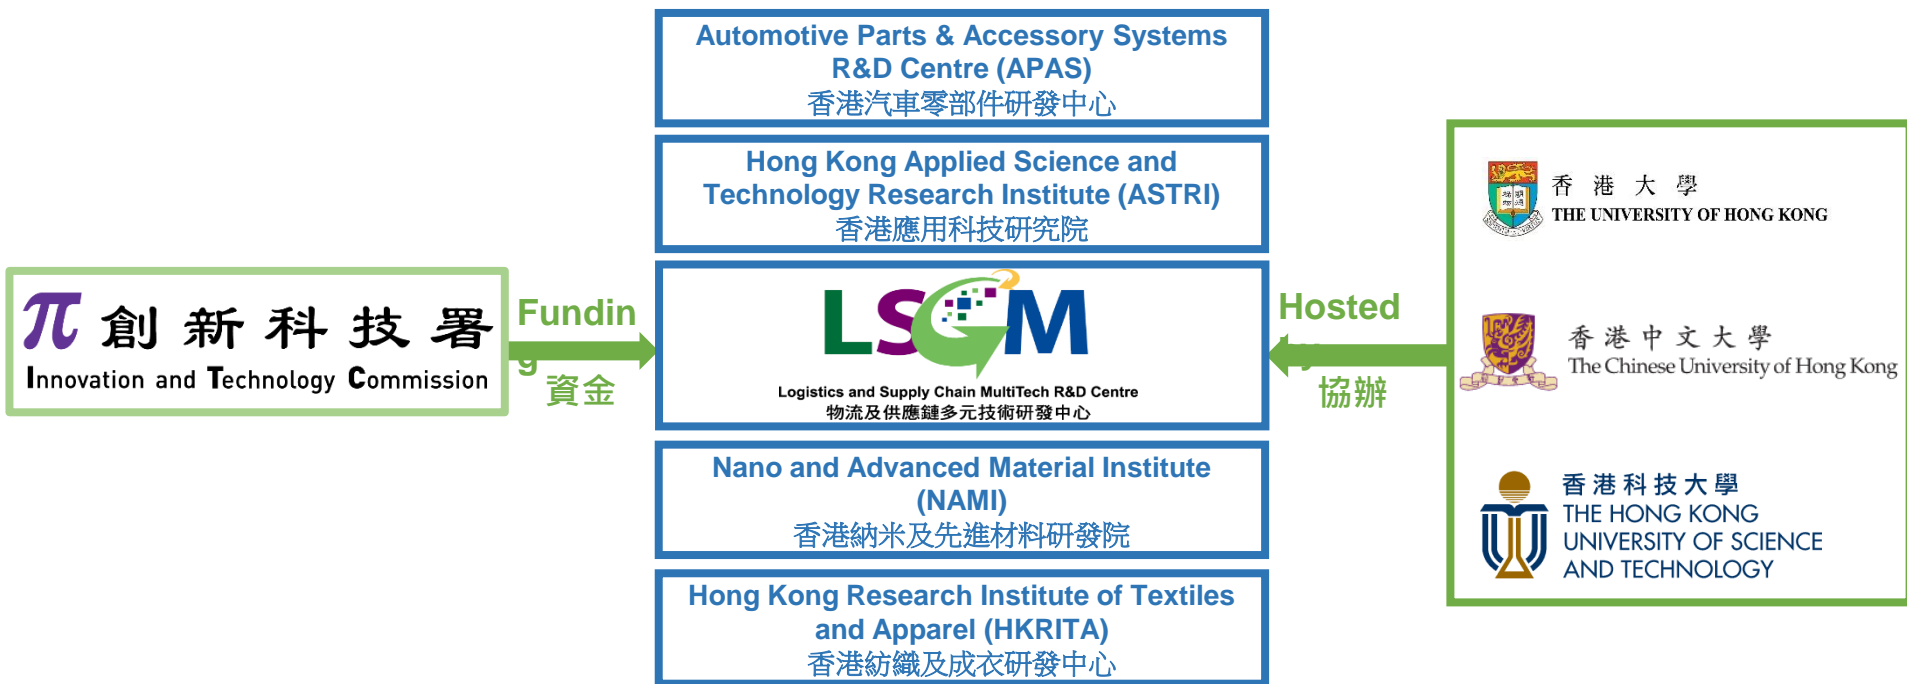 Automotive Parts & Accessory Systems
R&D Centre (APAS)
香港汽車零部件研發中心
Hong Kong Applied Science and
Technology Research Institute (ASTRI)
香港應用科技研究院
π 創新科技署
Innovation and Technology Commission
Fundin
g
資金
LSCM
Logistics and Supply Chain MultiTech R&D Centre
物流及供應鏈多元技術研發中心
Hosted
協辦
香港大學
THE UNIVERSITY OF HONG KONG
香港中文大學
The Chinese University of Hong Kong
香港科技大學
THE HONG KONG
UNIVERSITY OF SCIENCE
AND TECHNOLOGY
Nano and Advanced Material Institute
(NAMI)
香港納米及先進材料研發院
Hong Kong Research Institute of Textiles
and Apparel (HKRITA)
香港紡織及成衣研發中心